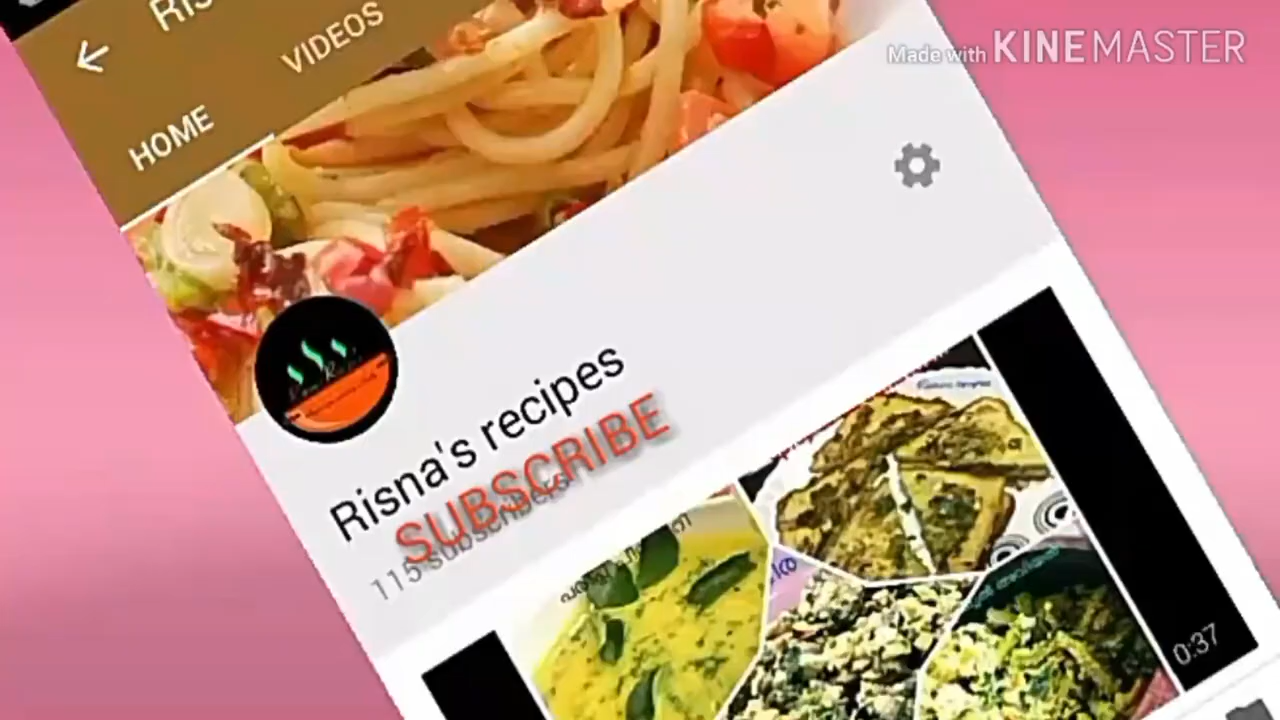 Made with KINEMASTER
Ris
HOME
VIDEOS
Risna's recipes
SUBSCRIBE
115 subscribers
0:37